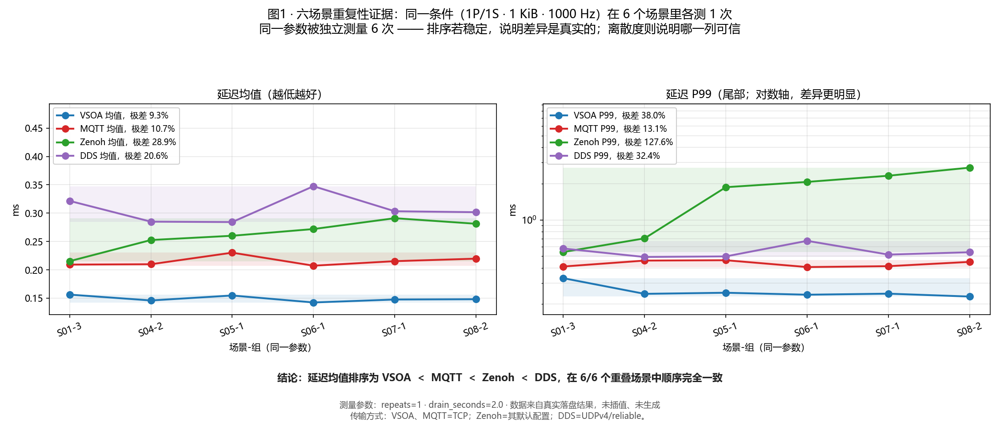 图1 · 六场景重复性证据：同一条件（1P/1S · 1 KiB · 1000 Hz）在 6 个场景里各测 1 次
同一参数被独立测量 6 次 —— 排序若稳定，说明差异是真实的；离散度则说明哪一列可信
延迟均值（越低越好）
VSOA 均值，极差 9.3%
MQTT 均值，极差 10.7%
Zenoh 均值，极差 28.9%
DDS 均值，极差 20.6%
0.45
0.40
0.35
0.30
0.25
0.20
0.15
ms
S01-3
S04-2
S05-1
S06-1
S07-1
S08-2
场景-组（同一参数）
延迟 P99（尾部；对数轴，差异更明显）
VSOA P99，极差 38.0%
MQTT P99，极差 13.1%
Zenoh P99，极差 127.6%
DDS P99，极差 32.4%
10⁰
ms
S01-3
S04-2
S05-1
S06-1
S07-1
S08-2
场景-组（同一参数）
结论：延迟均值排序为 VSOA < MQTT < Zenoh < DDS，在 6/6 个重叠场景中顺序完全一致
测量参数：repeats=1 · drain_seconds=2.0 · 数据来自真实落盘结果，未插值、未生成
传输方式：VSOA、MQTT=TCP；Zenoh=其默认配置；DDS=UDPv4/reliable。